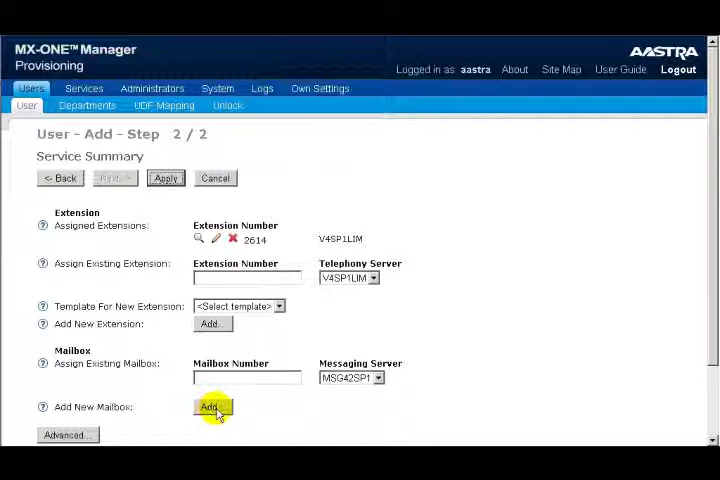 MX-ONE™ Manager
Provisioning
AASTRA
Logged in as aastra About Site Map User Guide Logout
Users Services Administrators System Logs Own Settings
User Departments UDF Mapping Unlock
User - Add - Step 2 / 2
Service Summary
<- Back Next -> Apply Cancel
Extension
Assigned Extensions: Extension Number
2614 V4SP1LIM
Assign Existing Extension: Extension Number Telephony Server
V4SP1LIM
Template For New Extension: <Select template>
Add New Extension: Add...
Mailbox
Assign Existing Mailbox: Mailbox Number Messaging Server
MSG42SP1
Add New Mailbox: Add...
Advanced...